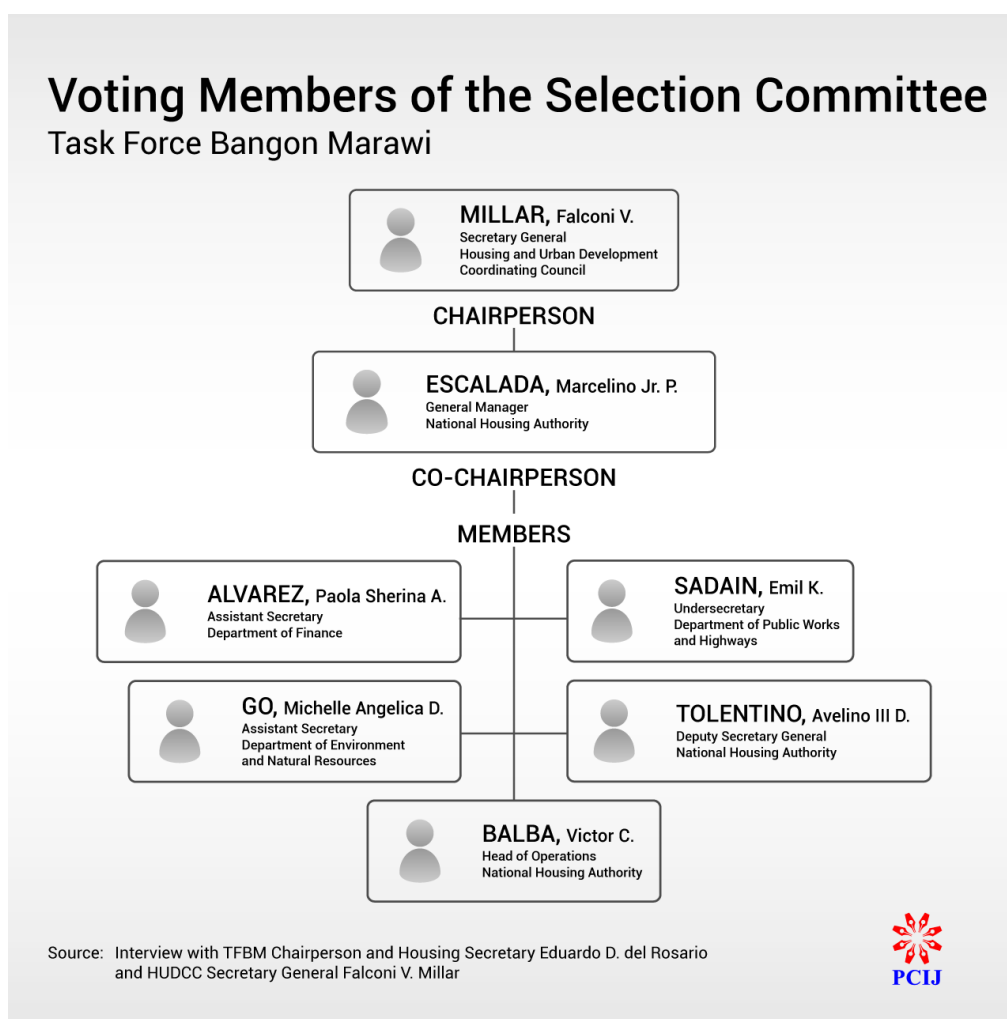 Voting Members of the Selection Committee
Task Force Bangon Marawi
MILLAR, Falconi V.
Secretary General
Housing and Urban Development
Coordinating Council
CHAIRPERSON
ESCALADA, Marcelino Jr. P.
General Manager
National Housing Authority
CO-CHAIRPERSON
MEMBERS
ALVAREZ, Paola Sherina A.
Assistant Secretary
Department of Finance
SADAIN, Emil K.
Undersecretary
Department of Public Works
and Highways
GO, Michelle Angelica D.
Assistant Secretary
Department of Environment
and Natural Resources
TOLENTINO, Avelino III D.
Deputy Secretary General
National Housing Authority
BALBA, Victor C.
Head of Operations
National Housing Authority
Source: Interview with TFBM Chairperson and Housing Secretary Eduardo D. del Rosario
and HUDCC Secretary General Falconi V. Millar
PCIJ